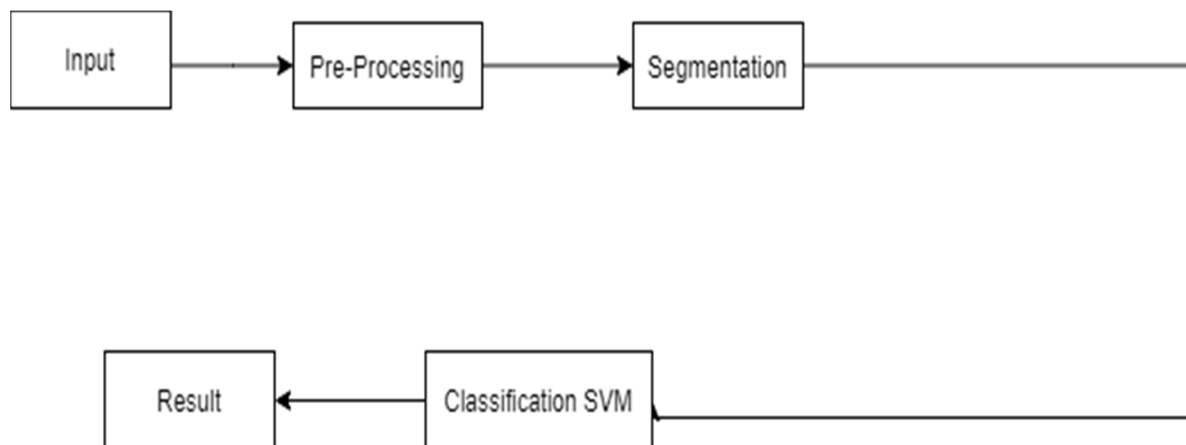 Input
Pre-Processing
Segmentation
Classification SVM
Result